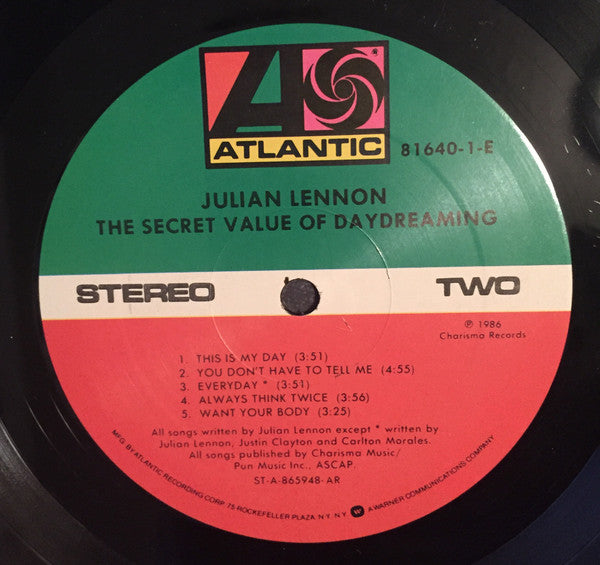 ATLANTIC
81640-1-E
JULIAN LENNON
THE SECRET VALUE OF DAYDREAMING
STEREO
TWO
℗ 1986
Charisma Records
1. THIS IS MY DAY (3:51)
2. YOU DON'T HAVE TO TELL ME (4:55)
3. EVERYDAY * (3:51)
4. ALWAYS THINK TWICE (3:56)
5. WANT YOUR BODY (3:25)
All songs written by Julian Lennon except * written by
Julian Lennon, Justin Clayton and Carlton Morales.
All songs published by Charisma Music/
Pun Music Inc., ASCAP.
ST-A-865948-AR
MFG. BY ATLANTIC RECORDING CORP. 75 ROCKEFELLER PLAZA, N.Y. N.Y. W A WARNER COMMUNICATIONS COMPANY